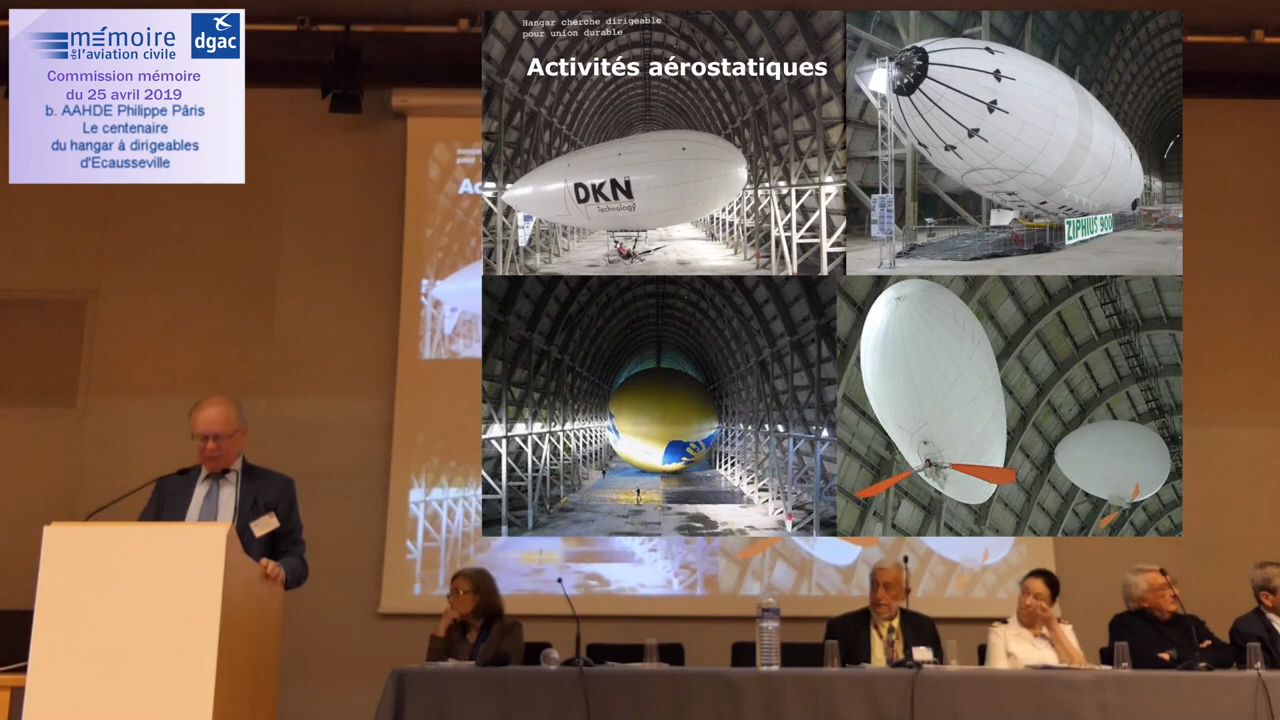 mémoire
de l'aviation civile
dgac
Commission mémoire
du 25 avril 2019
b. AAHDE Philippe Pâris
Le centenaire
du hangar à dirigeables
d'Ecausseville
Hangar cherche dirigeable
pour union durable
Activités aérostatiques
DKN
Technology
ZIPHIUS 900